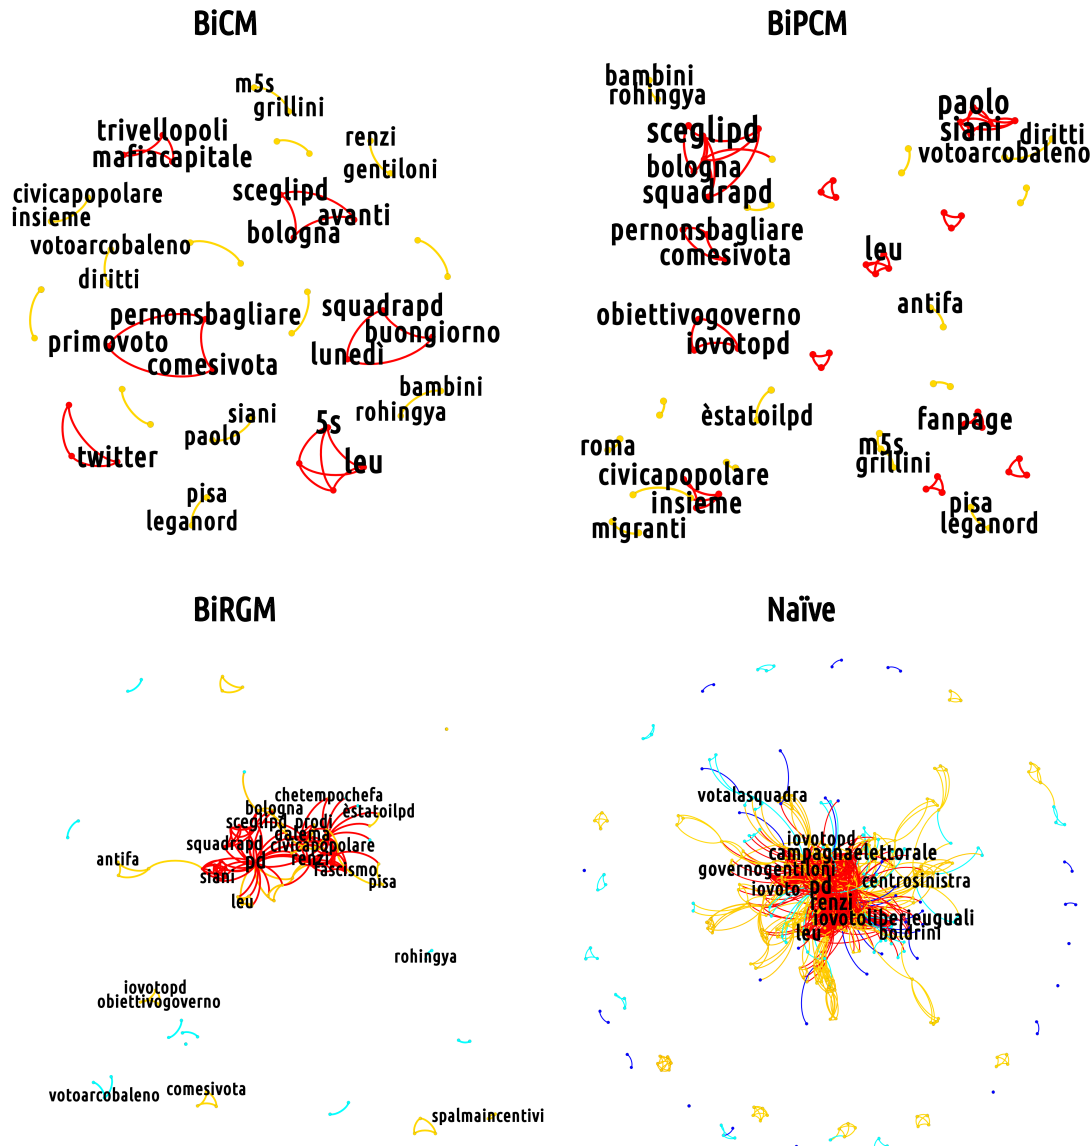 BiCM
m5s
grillini
trivellopoli
mafiacapitale
renzi
gentiloni
civicapopolare
insieme
sceglipd
avanti
bologna
votoarcobaleno
diritti
pernonsbagliare
primovoto
comesivota
squadrapd
buongiorno
lunedì
bambini
rohingya
siani
paolo
5s
leu
twitter
pisa
leganord
BiPCM
bambini
rohingya
sceglipd
bologna
squadrapd
paolo
siani
diritti
votoarcobaleno
pernonsbagliare
comesivota
leu
antifa
obiettivogoverno
iovotopd
èstatoilpd
fanpage
roma
m5s
grillini
civicapopolare
insieme
migranti
pisa
leganord
BiRGM
chetempochefa
bologna
èstatoilpd
sceglipd prodi
dalema
squadrapd
civicapopolare
antifa
pd
renzi
siani
fascismo
pisa
leu
rohingya
iovotopd
obiettivogoverno
votoarcobaleno
comesivota
spalmaincentivi
Naïve
votalasquadra
iovotopd
campagnaelettorale
governogentiloni
iovoto
pd
centrosinistra
renzi
iovotoliberieuguali
leu
boldrini